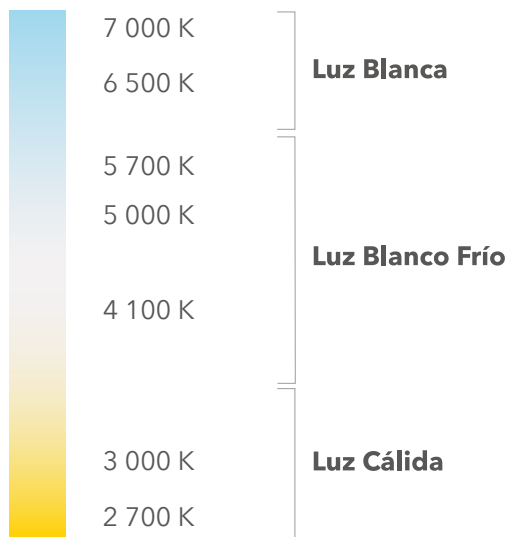 7 000 K
6 500 K
Luz Blanca
5 700 K
5 000 K
4 100 K
Luz Blanco Frío
3 000 K
2 700 K
Luz Cálida